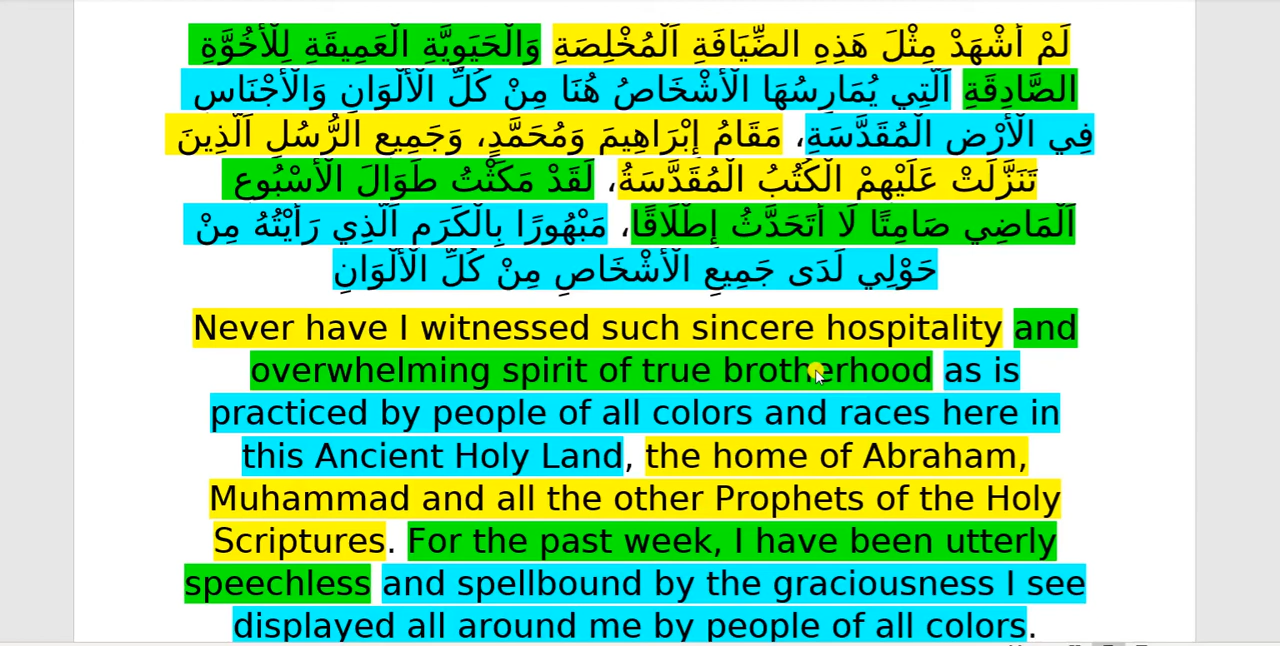 لَمْ أَشْهَدْ مِثْلَ هَذِهِ الضِّيَافَةِ اَلْمُخْلِصَةِ وَالْحَيَوِيَّةِ الْعَمِيقَةِ لِلْأُخُوَّةِ
الصَّادِقَةِ اَلَّتِي يُمَارِسُهَا الْأَشْخَاصُ هُنَا مِنْ كُلِّ الْأَلْوَانِ وَالْأَجْنَاسِ
فِي الْأَرْضِ الْمُقَدَّسَةِ، مَقَامُ إِبْرَاهِيمَ وَمُحَمَّدٍ، وَجَمِيعِ الرُّسُلِ اَلَّذِينَ
تَنَزَّلَتْ عَلَيْهِمْ الْكُتُبُ الْمُقَدَّسَةُ، لَقَدْ مَكَثْتُ طَوَالَ الْأُسْبُوعِ
اَلْمَاضِي صَامِتًا لَا أَتَحَدَّثُ إِطْلَاقًا، مَبْهُورًا بِالْكَرَمِ اَلَّذِي رَأَيْتُهُ مِنْ
حَوْلِي لَدَى جَمِيعِ الْأَشْخَاصِ مِنْ كُلِّ الْأَلْوَانِ
Never have I witnessed such sincere hospitality and
overwhelming spirit of true brotherhood as is
practiced by people of all colors and races here in
this Ancient Holy Land, the home of Abraham,
Muhammad and all the other Prophets of the Holy
Scriptures. For the past week, I have been utterly
speechless and spellbound by the graciousness I see
displayed all around me by people of all colors.